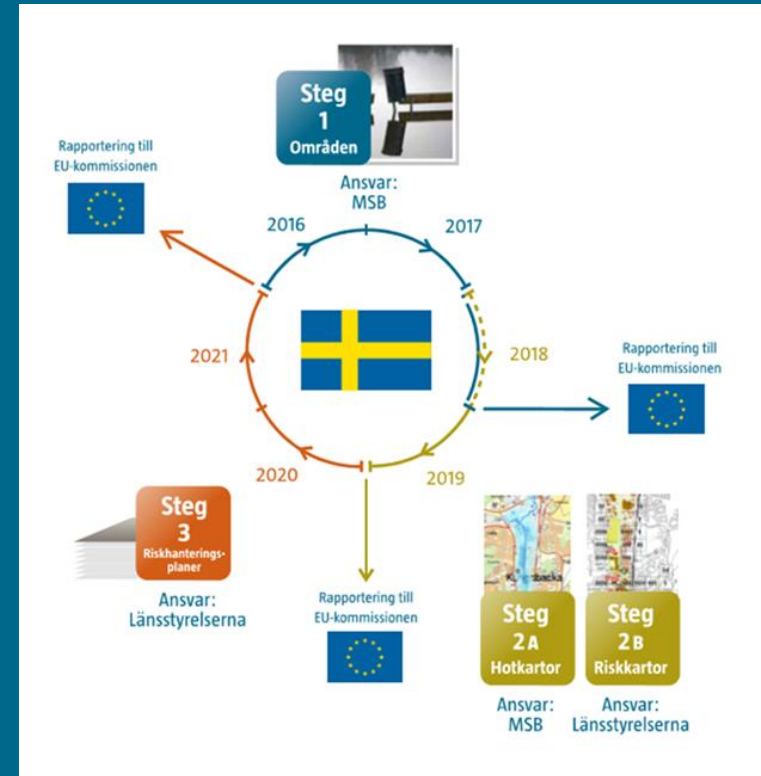 Steg
1
Områden
Ansvar:
MSB
Rapportering till
EU-kommissionen
2016
2017
2018
2019
2020
2021
Rapportering till
EU-kommissionen
Steg
3
Riskhanterings-
planer
Ansvar:
Länsstyrelserna
Rapportering till
EU-kommissionen
Steg
2A
Hotkartor
Ansvar:
MSB
Steg
2B
Riskkartor
Ansvar:
Länsstyrelserna